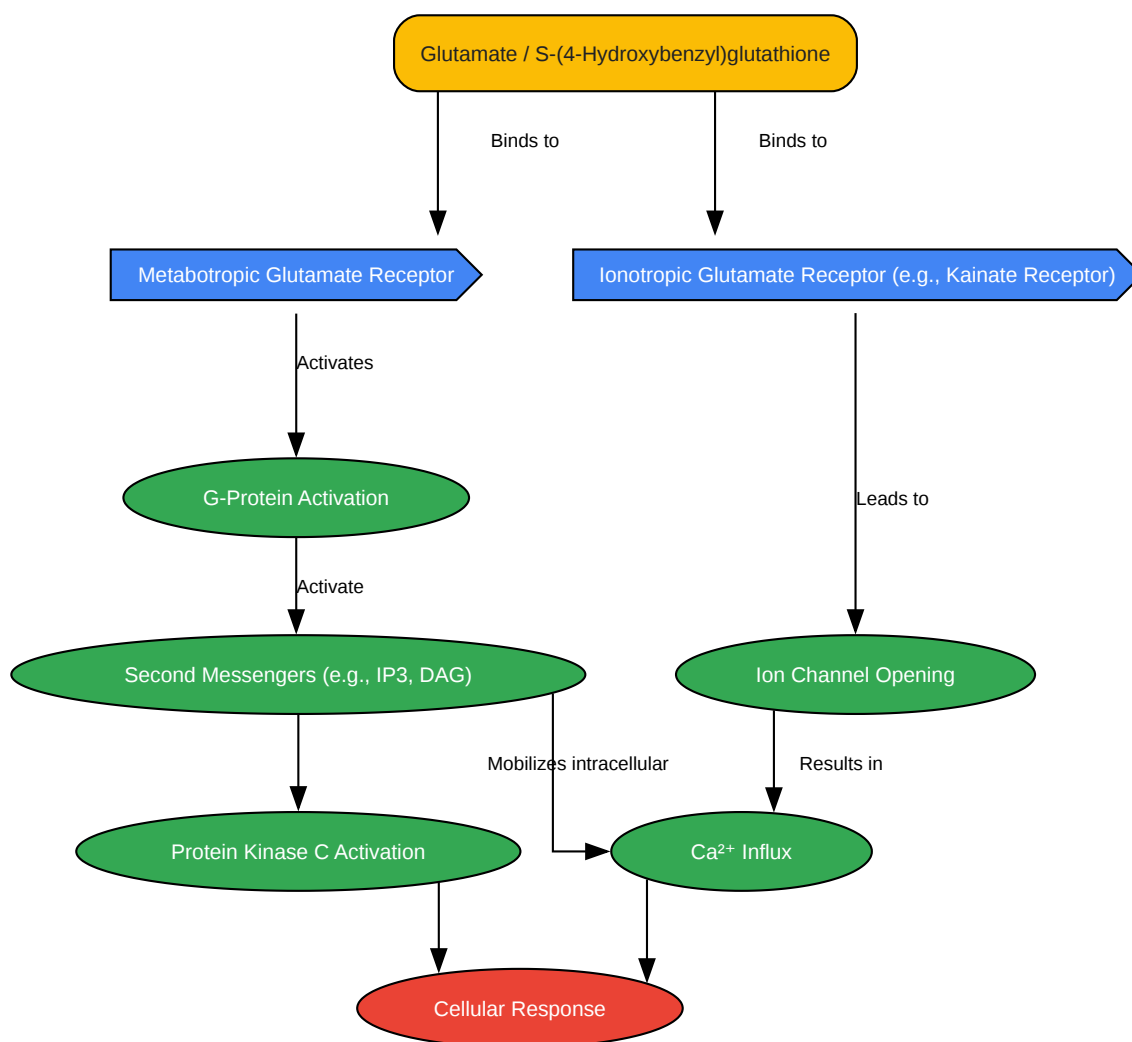 Glutamate / S-(4-Hydroxybenzyl)glutathione
Binds to
Binds to
Metabotropic Glutamate Receptor
Ionotropic Glutamate Receptor (e.g., Kainate Receptor)
Activates
G-Protein Activation
Leads to
Activate
Second Messengers (e.g., IP3, DAG)
Ion Channel Opening
Mobilizes intracellular
Results in
Protein Kinase C Activation
Ca²⁺ Influx
Cellular Response